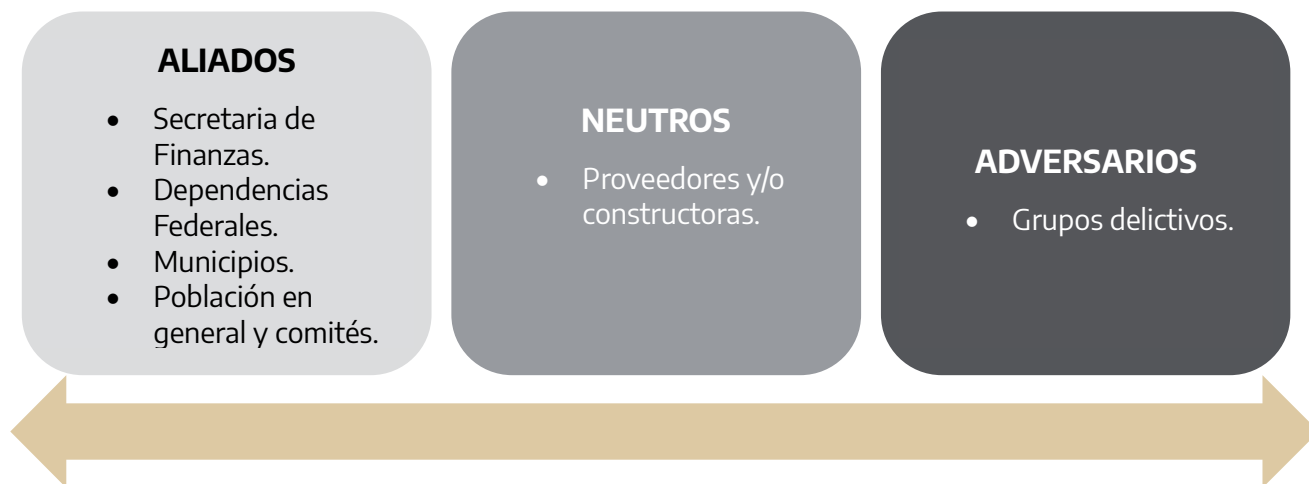 ALIADOS
• Secretaria de
Finanzas.
• Dependencias
Federales.
• Municipios.
• Población en
general y comités.
NEUTROS
• Proveedores y/o
constructoras.
ADVERSARIOS
• Grupos delictivos.